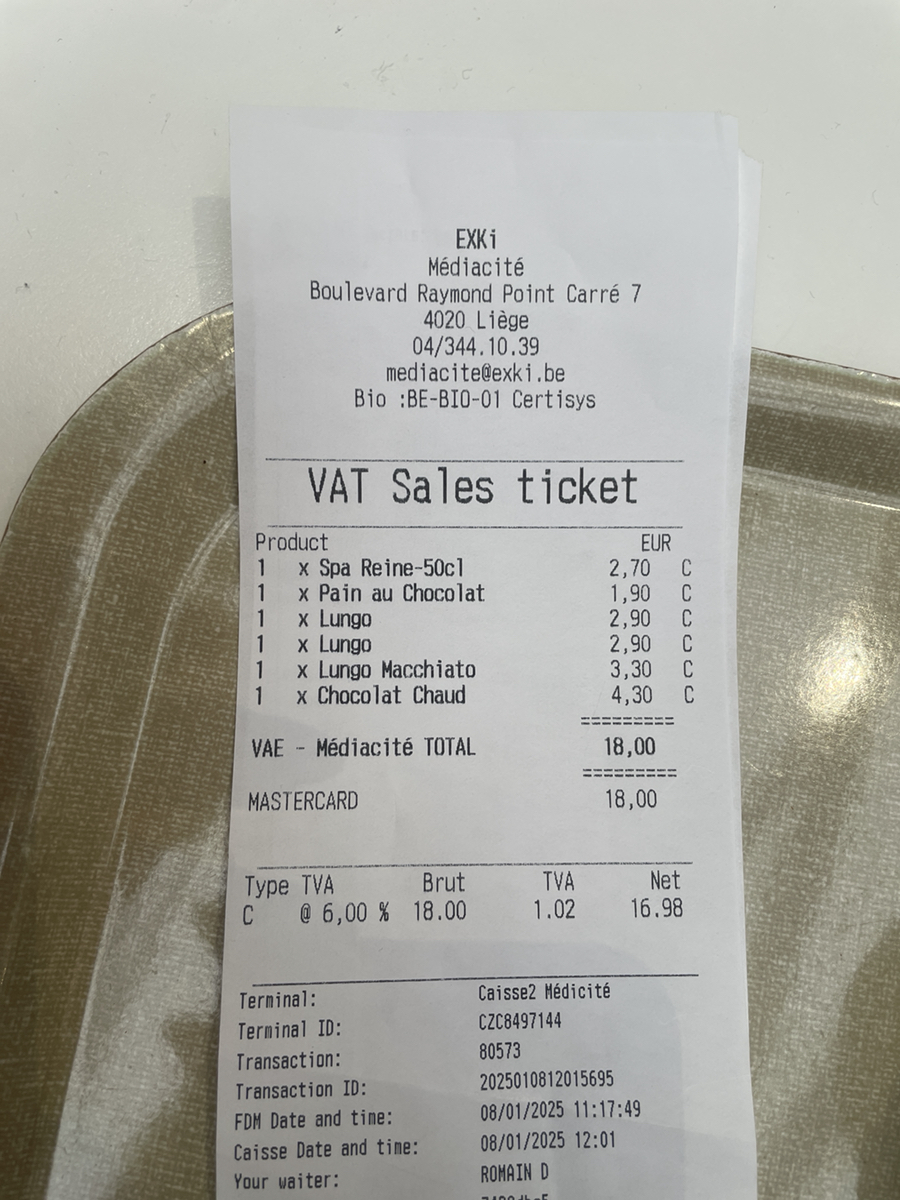 EXKi
Médiacité
Boulevard Raymond Point Carré 7
4020 Liège
04/344.10.39
mediacite@exki.be
Bio :BE-BIO-01 Certisys
VAT Sales ticket
Product EUR
1 x Spa Reine-50cl 2,70 C
1 x Pain au Chocolat 1,90 C
1 x Lungo 2,90 C
1 x Lungo 2,90 C
1 x Lungo Macchiato 3,30 C
1 x Chocolat Chaud 4,30 C
=========
VAE - Médiacité TOTAL 18,00
=========
MASTERCARD 18,00
Type TVA Brut TVA Net
C @ 6,00 % 18.00 1.02 16.98
Terminal: Caisse2 Médicité
Terminal ID: CZC8497144
Transaction: 80573
Transaction ID: 2025010812015695
FDM Date and time: 08/01/2025 11:17:49
Caisse Date and time: 08/01/2025 12:01
Your waiter: ROMAIN D